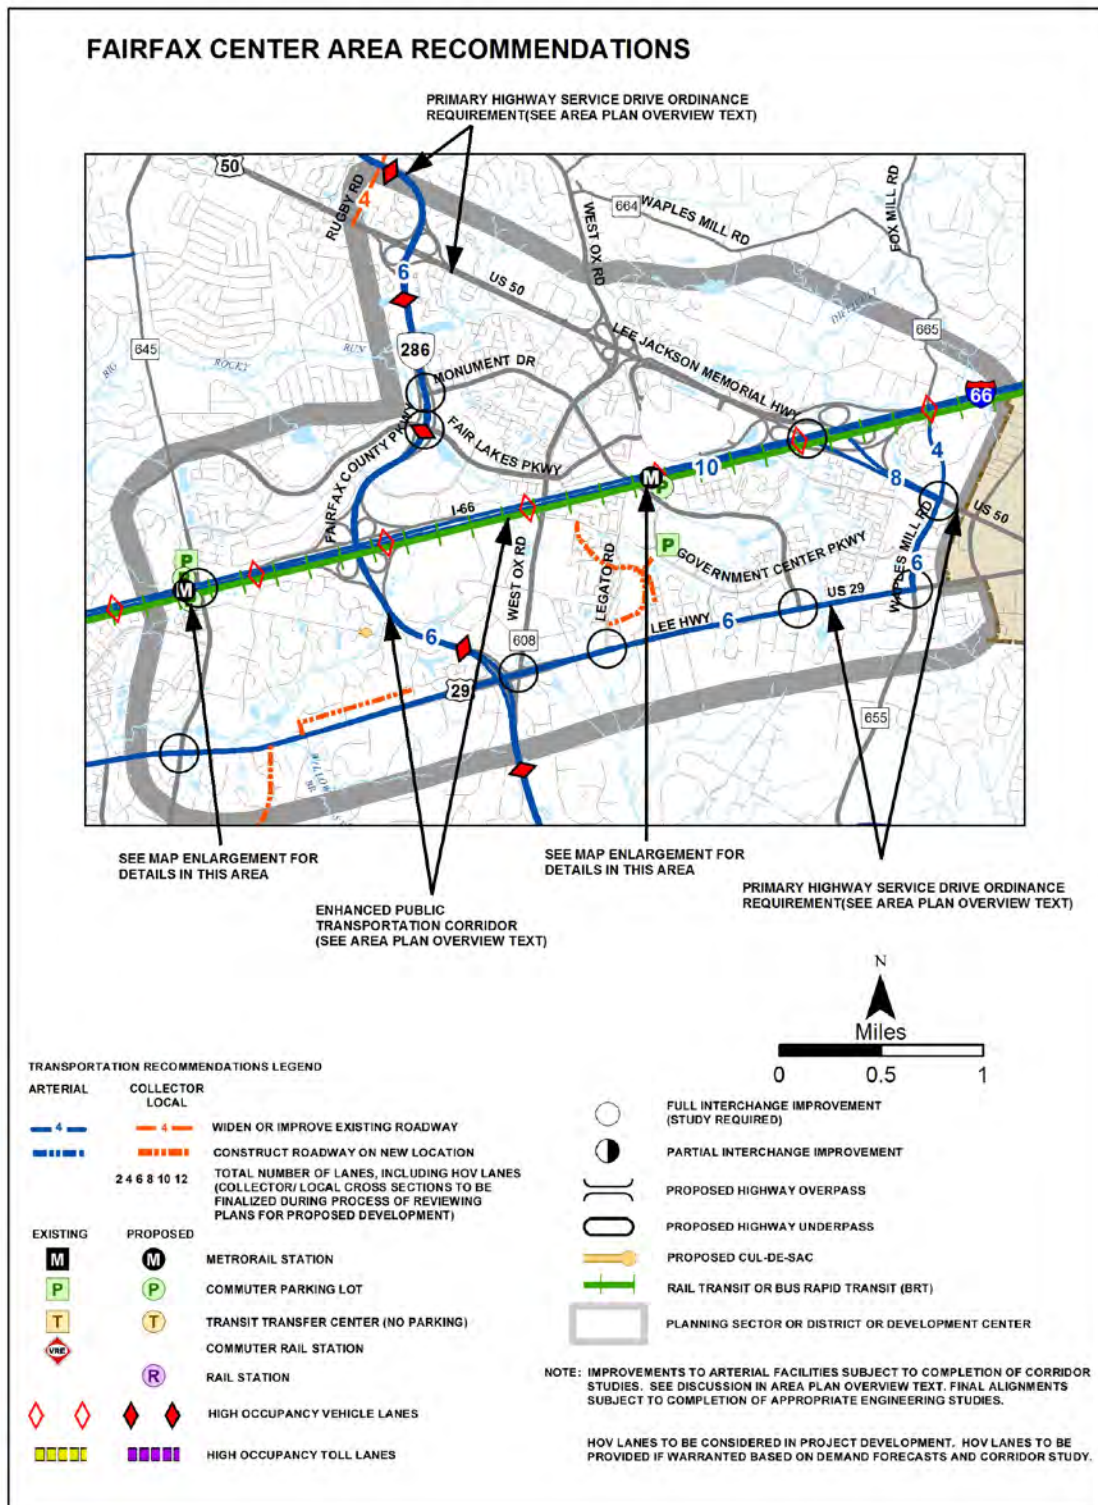 FAIRFAX CENTER AREA RECOMMENDATIONS
PRIMARY HIGHWAY SERVICE DRIVE ORDINANCE
REQUIREMENT(SEE AREA PLAN OVERVIEW TEXT)
50
RUGBY RD
4
664
WAPLES MILL RD
FOX MILL RD
WEST OX RD
6
US 50
665
645
BIG
ROCKY
RUN
286
MONUMENT DR
LEE JACKSON MEMORIAL HWY
66
FAIR LAKES PKWY
FAIRFAX COUNTY PKWY
10
4
8
M
P
I-66
US 50
P
GOVERNMENT CENTER PKWY
WAPLES MILL RD
P
M
WEST OX RD
LEGATO RD
6
US 29
LEE HWY
6
6
608
29
655
SEE MAP ENLARGEMENT FOR
DETAILS IN THIS AREA
SEE MAP ENLARGEMENT FOR
DETAILS IN THIS AREA
PRIMARY HIGHWAY SERVICE DRIVE ORDINANCE
REQUIREMENT(SEE AREA PLAN OVERVIEW TEXT)
ENHANCED PUBLIC
TRANSPORTATION CORRIDOR
(SEE AREA PLAN OVERVIEW TEXT)
N
Miles
0 0.5 1
TRANSPORTATION RECOMMENDATIONS LEGEND
ARTERIAL
COLLECTOR
LOCAL
4 4 WIDEN OR IMPROVE EXISTING ROADWAY
CONSTRUCT ROADWAY ON NEW LOCATION
2 4 6 8 10 12 TOTAL NUMBER OF LANES, INCLUDING HOV LANES
(COLLECTOR/ LOCAL CROSS SECTIONS TO BE
FINALIZED DURING PROCESS OF REVIEWING
PLANS FOR PROPOSED DEVELOPMENT)
EXISTING PROPOSED
M M METRORAIL STATION
P P COMMUTER PARKING LOT
T T TRANSIT TRANSFER CENTER (NO PARKING)
VRE COMMUTER RAIL STATION
R RAIL STATION
HIGH OCCUPANCY VEHICLE LANES
HIGH OCCUPANCY TOLL LANES
FULL INTERCHANGE IMPROVEMENT
(STUDY REQUIRED)
PARTIAL INTERCHANGE IMPROVEMENT
PROPOSED HIGHWAY OVERPASS
PROPOSED HIGHWAY UNDERPASS
PROPOSED CUL-DE-SAC
RAIL TRANSIT OR BUS RAPID TRANSIT (BRT)
PLANNING SECTOR OR DISTRICT OR DEVELOPMENT CENTER
NOTE: IMPROVEMENTS TO ARTERIAL FACILITIES SUBJECT TO COMPLETION OF CORRIDOR
STUDIES. SEE DISCUSSION IN AREA PLAN OVERVIEW TEXT. FINAL ALIGNMENTS
SUBJECT TO COMPLETION OF APPROPRIATE ENGINEERING STUDIES.
HOV LANES TO BE CONSIDERED IN PROJECT DEVELOPMENT. HOV LANES TO BE
PROVIDED IF WARRANTED BASED ON DEMAND FORECASTS AND CORRIDOR STUDY.